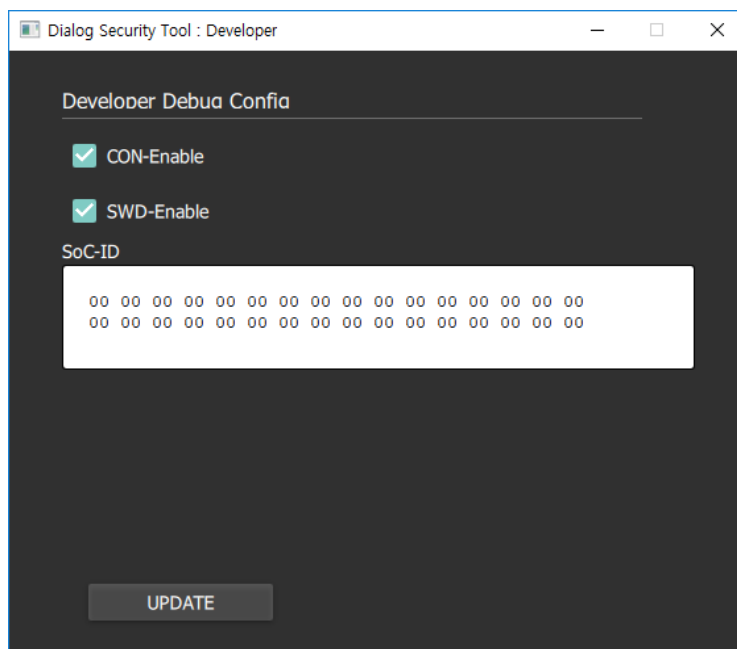 Dialog Security Tool : Developer
Developer Debug Config
CON-Enable
SWD-Enable
SoC-ID
00 00 00 00 00 00 00 00 00 00 00 00 00 00 00 00
00 00 00 00 00 00 00 00 00 00 00 00 00 00 00 00
UPDATE